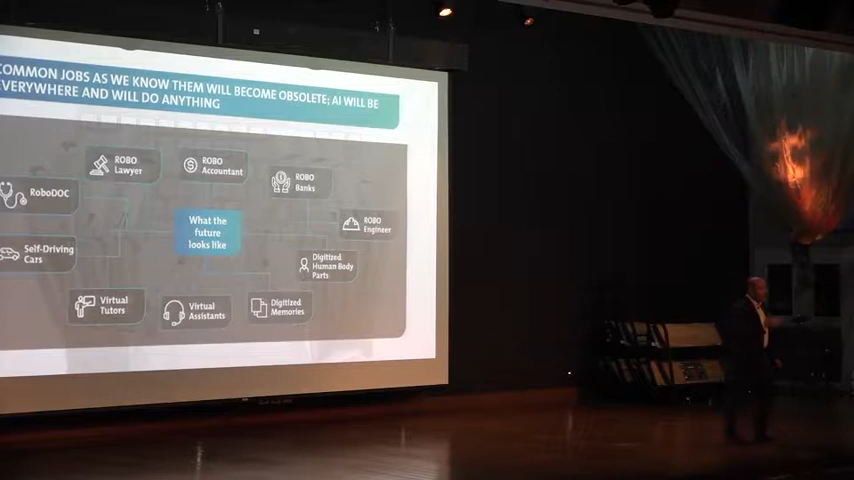 COMMON JOBS AS WE KNOW THEM WILL BECOME OBSOLETE; AI WILL BE
EVERYWHERE AND WILL DO ANYTHING
ROBO
Lawyer
ROBO
Accountant
ROBO
Banks
RoboDOC
ROBO
Engineer
What the
future
looks like
Self-Driving
Cars
Digitized
Human Body
Parts
Virtual
Tutors
Virtual
Assistants
Digitized
Memories